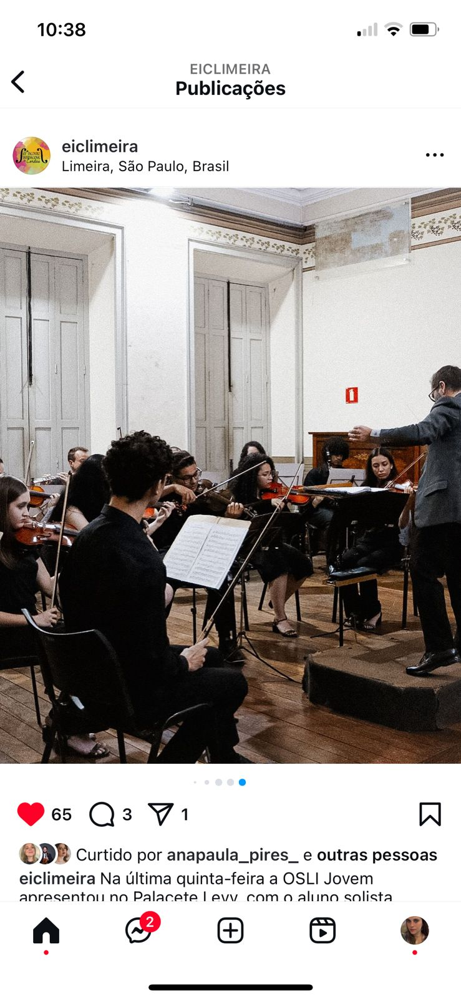 10:38
EICLIMEIRA
Publicações
eiclimeira
Limeira, São Paulo, Brasil
65
3
1
Curtido por anapaula_pires_ e outras pessoas
eiclimeira Na última quinta-feira a OSLI Jovem
apresentou no Palacete Levy, com o aluno solista
2